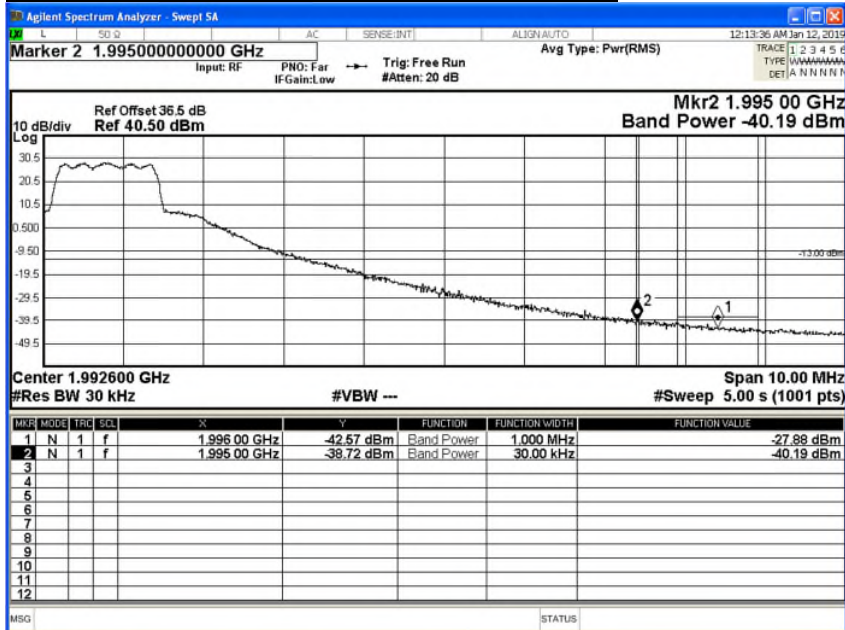 Agilent Spectrum Analyzer - Swept SA
LXI L 50 Ω AC SENSE:INT ALIGN AUTO 12:13:36 AM Jan 12, 2019
Marker 2 1.995000000000 GHz
Input: RF PNO: Far Trig: Free Run Avg Type: Pwr(RMS) TRACE 1 2 3 4 5 6
IFGain:Low #Atten: 20 dB TYPE
DET A N N N N N
Mkr2 1.995 00 GHz
Ref Offset 36.5 dB
10 dB/div Ref 40.50 dBm Band Power -40.19 dBm
Log
30.5
20.5
10.5
0.500
-9.50 -13.00 dBm
-19.5
-29.5
2
1
-39.5
-49.5
Center 1.992600 GHz Span 10.00 MHz
#Res BW 30 kHz #VBW --- #Sweep 5.00 s (1001 pts)
MKR MODE TRC SCL X Y FUNCTION FUNCTION WIDTH FUNCTION VALUE
1 N 1 f 1.996 00 GHz -42.57 dBm Band Power 1.000 MHz -27.88 dBm
2 N 1 f 1.995 00 GHz -38.72 dBm Band Power 30.00 kHz -40.19 dBm
3
4
5
6
7
8
9
10
11
12
MSG STATUS